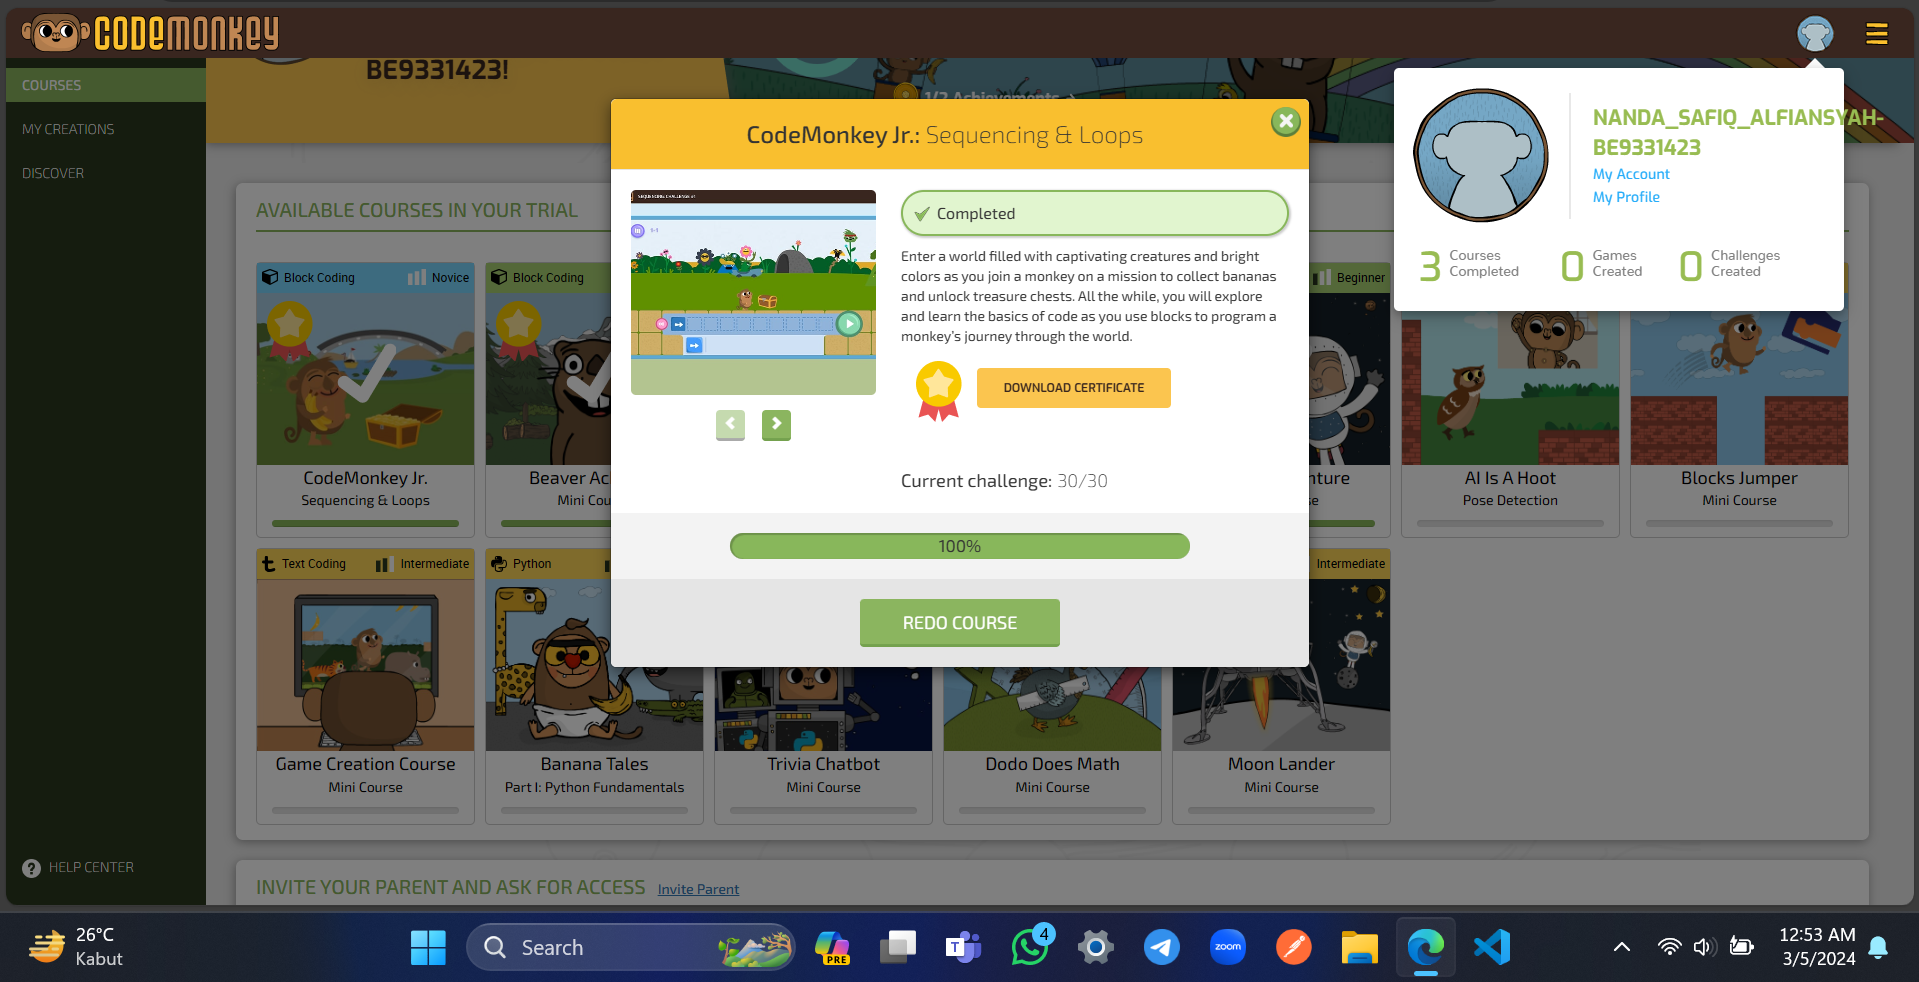 CODEMONKEY
COURSES
MY CREATIONS
DISCOVER
HELP CENTER
BE9331423!
1/2 Achievements
NANDA_SAFIQ_ALFIANSYAH-
BE9331423
My Account
My Profile
3 Courses Completed
0 Games Created
0 Challenges Created
CodeMonkey Jr.: Sequencing & Loops
Completed
Enter a world filled with captivating creatures and bright
colors as you join a monkey on a mission to collect bananas
and unlock treasure chests. All the while, you will explore
and learn the basics of code as you use blocks to program a
monkey's journey through the world.
DOWNLOAD CERTIFICATE
Current challenge: 30/30
100%
REDO COURSE
AVAILABLE COURSES IN YOUR TRIAL
Block Coding Novice
CodeMonkey Jr.
Sequencing & Loops
Block Coding
Beaver Ac
Mini Cou
Beginner
nture
AI Is A Hoot
Pose Detection
Blocks Jumper
Mini Course
Text Coding Intermediate
Game Creation Course
Mini Course
Python
Banana Tales
Part I: Python Fundamentals
Trivia Chatbot
Mini Course
Dodo Does Math
Mini Course
Intermediate
Moon Lander
Mini Course
INVITE YOUR PARENT AND ASK FOR ACCESS Invite Parent
26°C
Kabut
Search
PRE
T
4
zoom
12:53 AM
3/5/2024